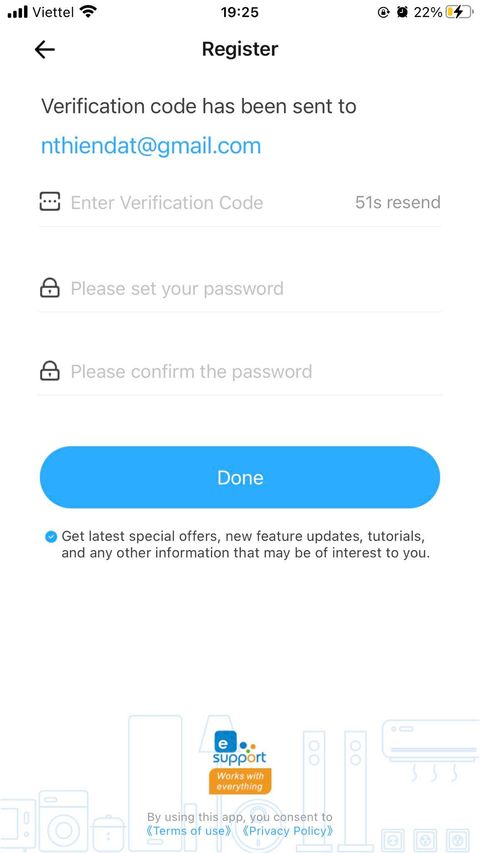 Viettel 19:25 22%
Register
Verification code has been sent to
nthiendat@gmail.com
Enter Verification Code 51s resend
Please set your password
Please confirm the password
Done
Get latest special offers, new feature updates, tutorials,
and any other information that may be of interest to you.
e
support
Works with
everything
By using this app, you consent to
《Terms of use》 《Privacy Policy》